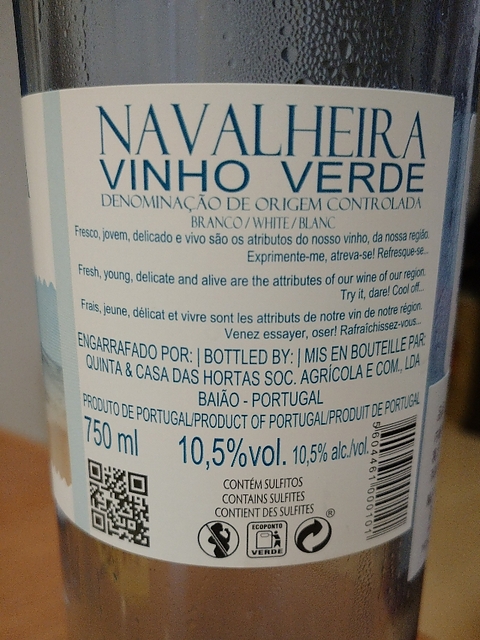 NAVALHEIRA
VINHO VERDE
DENOMINAÇÃO DE ORIGEM CONTROLADA
BRANCO/WHITE/BLANC
Fresco, jovem, delicado e vivo são os atributos do nosso vinho, da nossa região.
Exprimente-me, atreva-se! Refresque-se...
Fresh, young, delicate and alive are the attributes of our wine of our region.
Try it, dare! Cool off...
Frais, jeune, délicat et vivre sont les atributs de notre vin de notre région.
Venez essayer, oser! Rafraîchissez-vous...
ENGARRAFADO POR: | BOTTLED BY: | MIS EN BOUTEILLE PAR:
QUINTA & CASA DAS HORTAS SOC. AGRÍCOLA E COM., LDA
BAIÃO - PORTUGAL
PRODUTO DE PORTUGAL/PRODUCT OF PORTUGAL/PRODUIT DE PORTUGAL
750 ml 10,5%vol. 10,5% alc./vol.
CONTÉM SULFITOS
CONTAINS SULFITES
CONTIENT DES SULFITES
ECOPONTO
VERDE
®